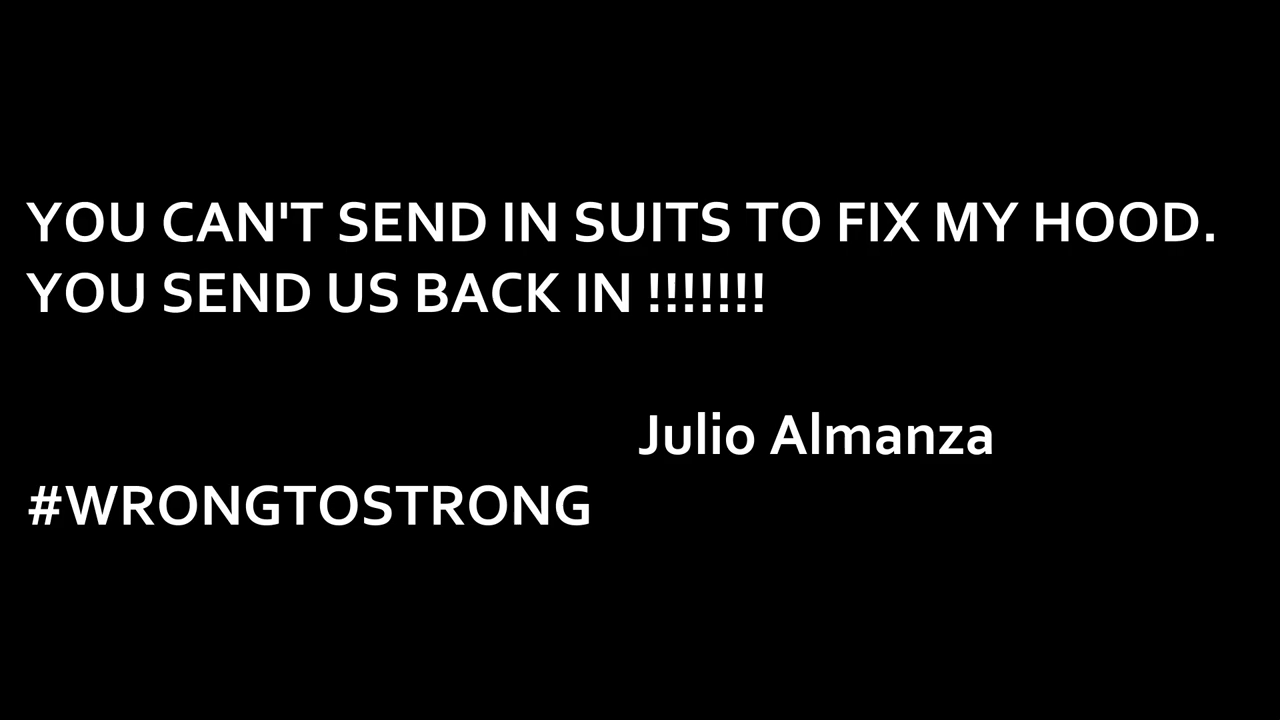 YOU CAN'T SEND IN SUITS TO FIX MY HOOD.
YOU SEND US BACK IN !!!!!!!
Julio Almanza
#WRONGTOSTRONG